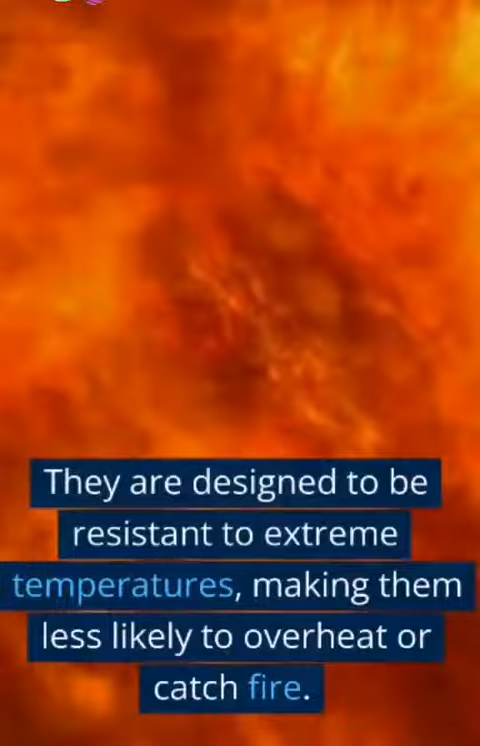 They are designed to be
resistant to extreme
temperatures, making them
less likely to overheat or
catch fire.